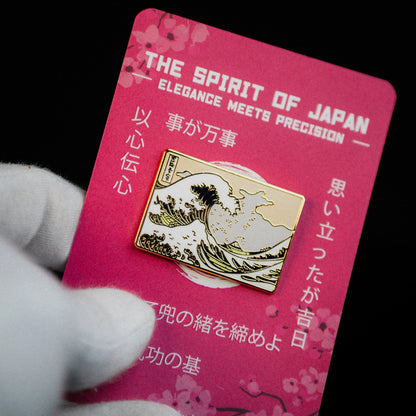 THE SPIRIT OF JAPAN
— ELEGANCE MEETS PRECISION —
事が万事
以心伝心
思い立ったが吉日
兜の緒を締めよ
功の基